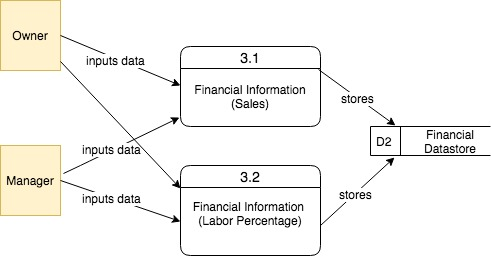 Owner
inputs data
3.1
Financial Information
(Sales)
stores
D2
Financial
Datastore
inputs data
Manager
inputs data
3.2
Financial Information
(Labor Percentage)
stores